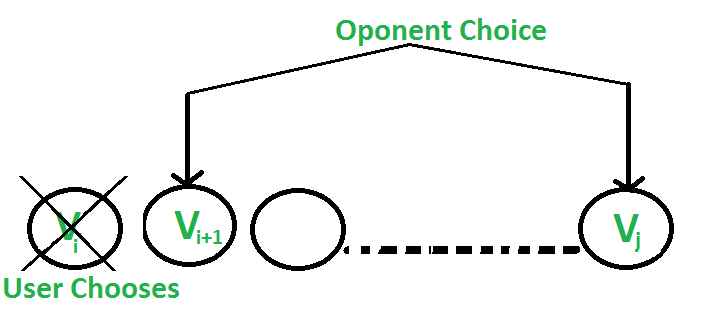 Oponent Choice
Vi Vi+1 Vj
User Chooses